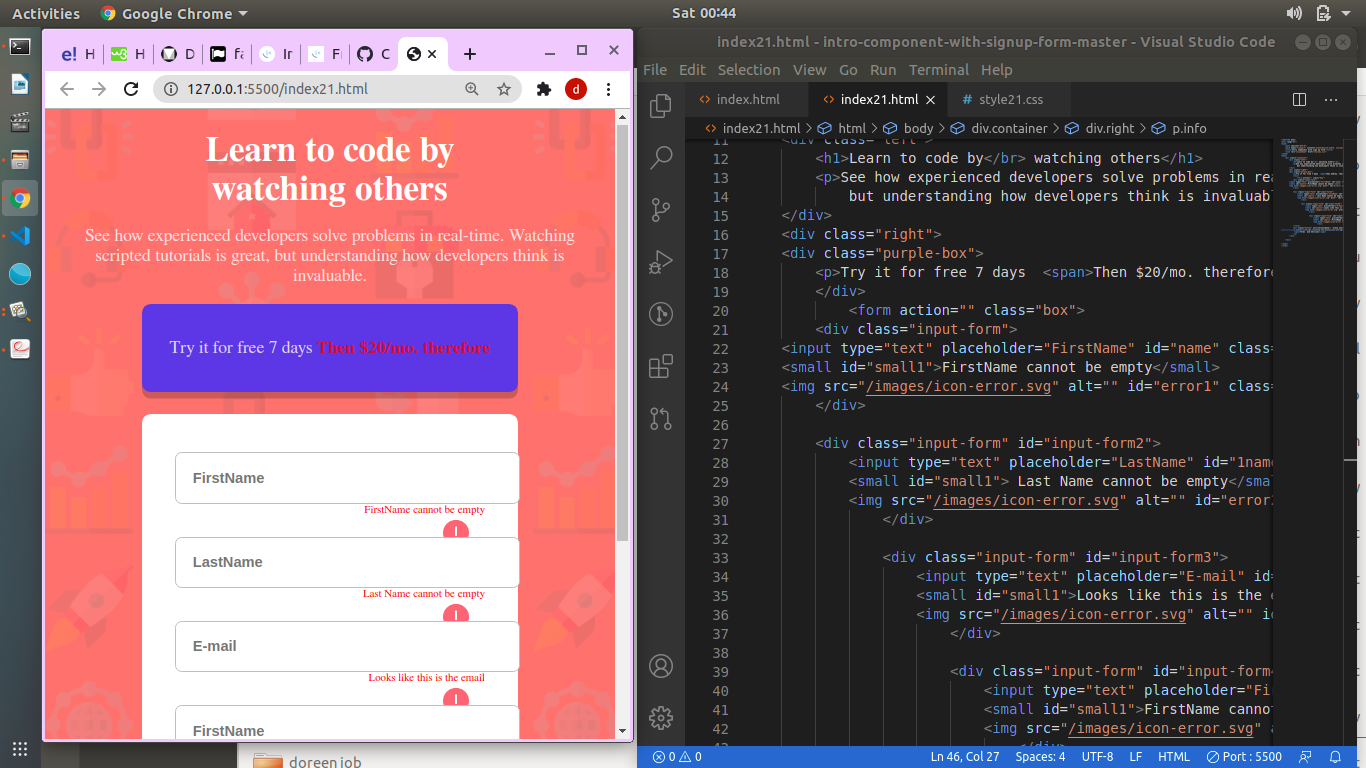 Activities Google Chrome Sat 00:44
e! H H D fa Ir F C
127.0.0.1:5500/index21.html d
Learn to code by
watching others
See how experienced developers solve problems in real-time. Watching
scripted tutorials is great, but understanding how developers think is
invaluable.
Try it for free 7 days Then $20/mo. therefore
FirstName
FirstName cannot be empty
LastName
Last Name cannot be empty
E-mail
Looks like this is the email
FirstName
doreen job
index21.html - intro-component-with-signup-form-master - Visual Studio Code
File Edit Selection View Go Run Terminal Help
index.html index21.html style21.css
index21.html > html > body > div.container > div.right > p.info
11 <div class="left">
12 <h1>Learn to code by</br> watching others</h1>
13 <p>See how experienced developers solve problems in rea
14 but understanding how developers think is invaluabl
15 </div>
16 <div class="right">
17 <div class="purple-box">
18 <p>Try it for free 7 days <span>Then $20/mo. therefore
19 </div>
20 <form action="" class="box">
21 <div class="input-form">
22 <input type="text" placeholder="FirstName" id="name" clas
23 <small id="small1">FirstName cannot be empty</small>
24 <img src="/images/icon-error.svg" alt="" id="error1" clas
25 </div>
26
27 <div class="input-form" id="input-form2">
28 <input type="text" placeholder="LastName" id="1name
29 <small id="small1"> Last Name cannot be empty</smal
30 <img src="/images/icon-error.svg" alt="" id="error
31 </div>
32
33 <div class="input-form" id="input-form3">
34 <input type="text" placeholder="E-mail" id
35 <small id="small1">Looks like this is the e
36 <img src="/images/icon-error.svg" alt="" i
37 </div>
38
39 <div class="input-form" id="input-form
40 <input type="text" placeholder="Fi
41 <small id="small1">FirstName canno
42 <img src="/images/icon-error.svg" a
0 0 Ln 46, Col 27 Spaces: 4 UTF-8 LF HTML Port : 5500